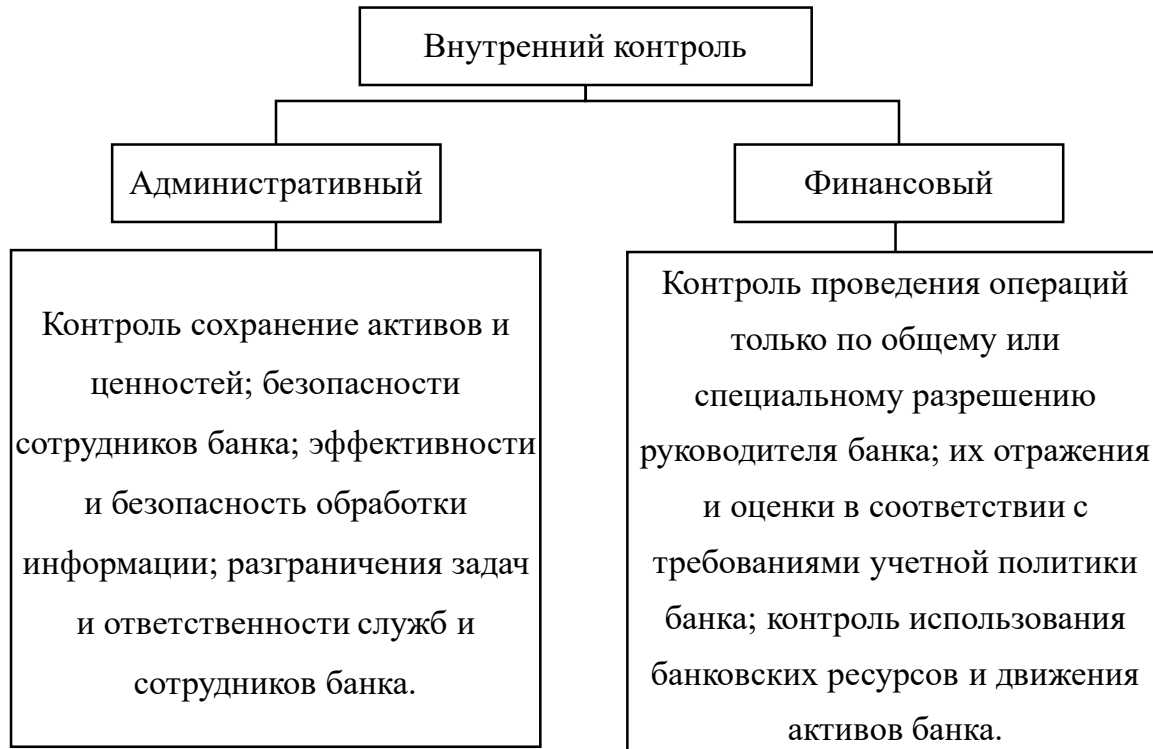 Внутренний контроль
Административный
Финансовый
Контроль сохранение активов и
ценностей; безопасности
сотрудников банка; эффективности
и безопасность обработки
информации; разграничения задач
и ответственности служб и
сотрудников банка.
Контроль проведения операций
только по общему или
специальному разрешению
руководителя банка; их отражения
и оценки в соответствии с
требованиями учетной политики
банка; контроль использования
банковских ресурсов и движения
активов банка.